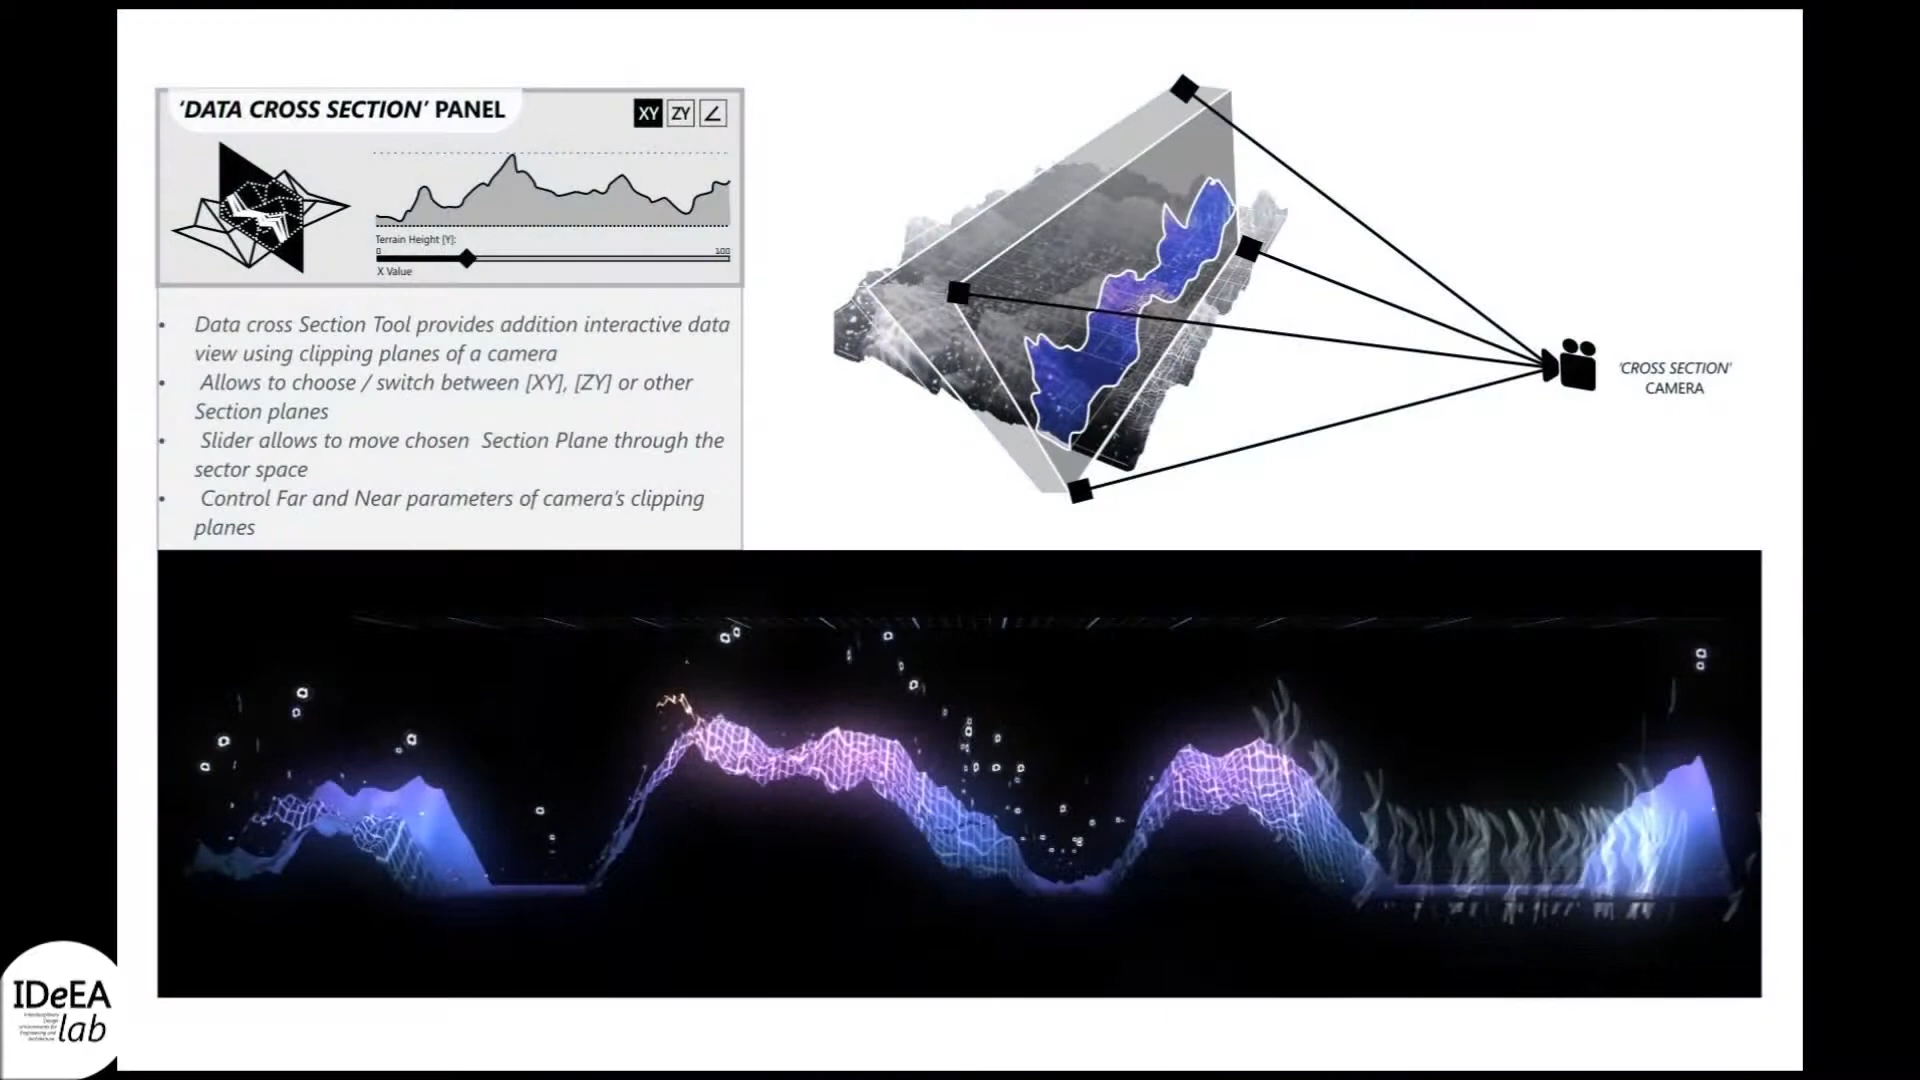 'DATA CROSS SECTION' PANEL
XY ZY
Terrain Height [Y]:
0 100
X Value
• Data cross Section Tool provides addition interactive data
view using clipping planes of a camera
• Allows to choose / switch between [XY], [ZY] or other
Section planes
• Slider allows to move chosen Section Plane through the
sector space
• Control Far and Near parameters of camera's clipping
planes
'CROSS SECTION'
CAMERA
IDeEA
lab